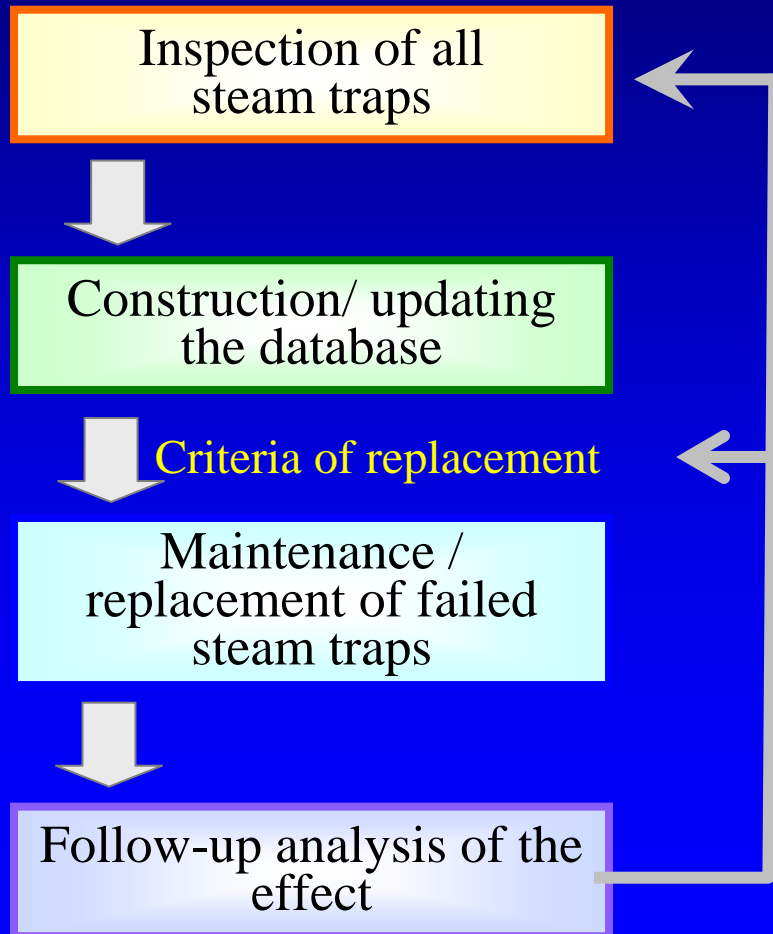 Inspection of all
steam traps
Construction/ updating
the database
Criteria of replacement
Maintenance /
replacement of failed
steam traps
Follow-up analysis of the
effect